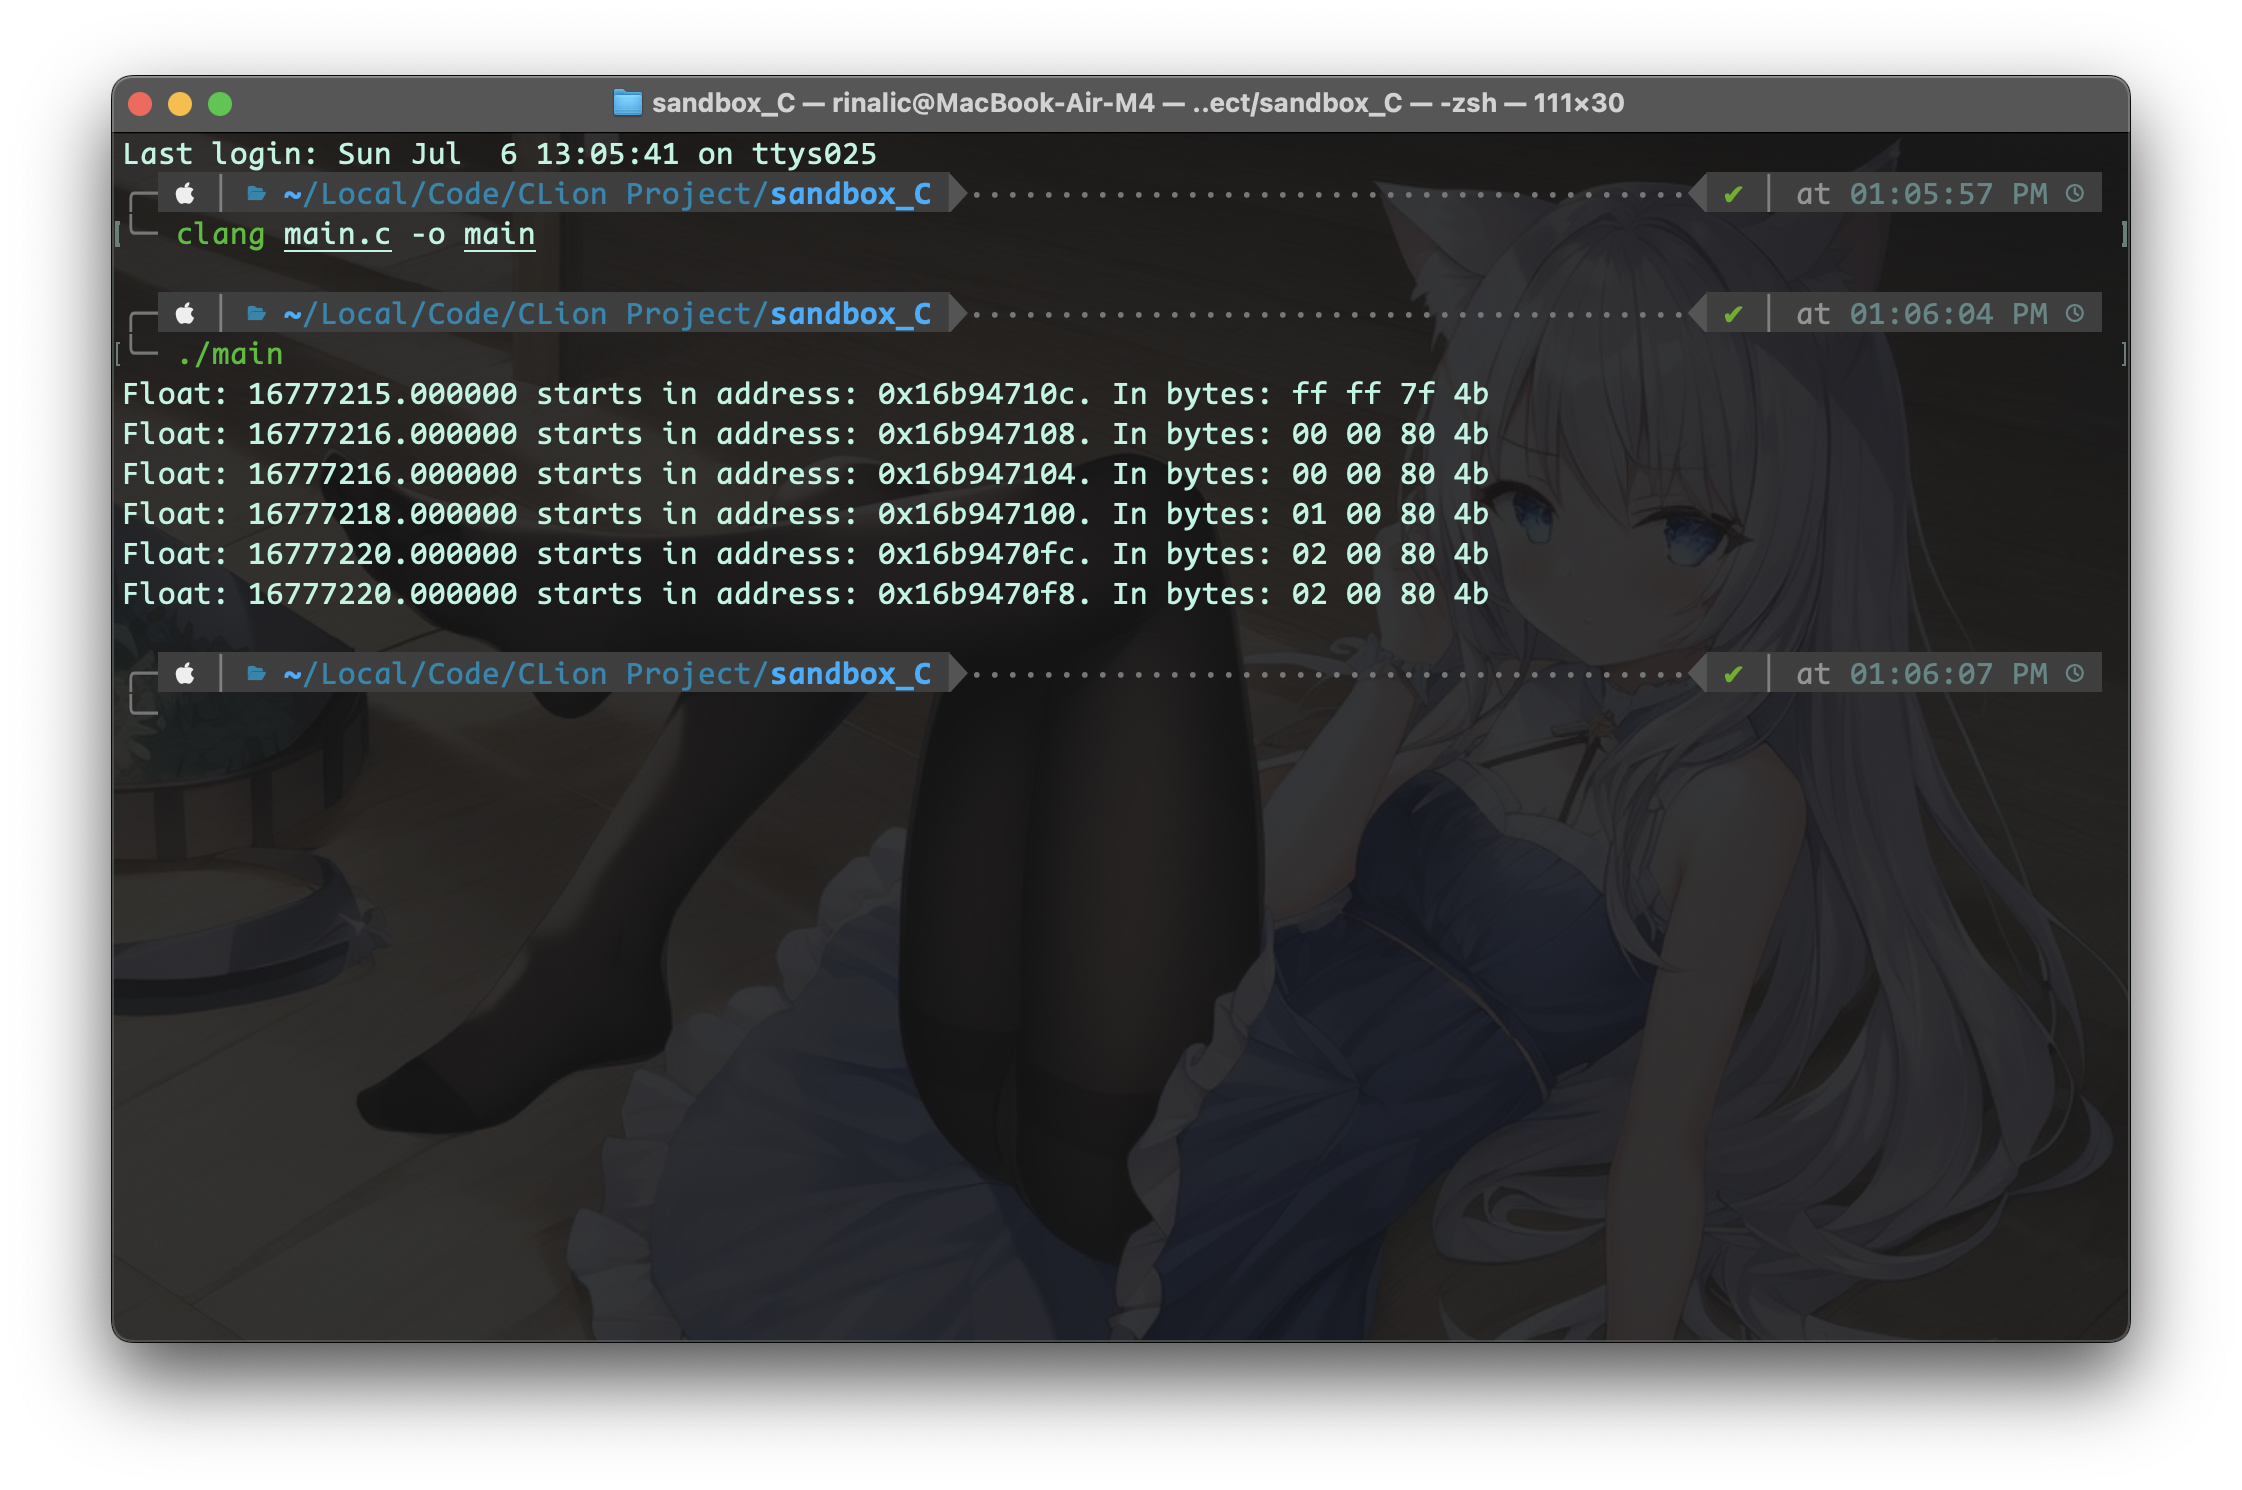 sandbox_C — rinalic@MacBook-Air-M4 — ..ect/sandbox_C — -zsh — 111×30
Last login: Sun Jul  6 13:05:41 on ttys025
~/Local/Code/CLion Project/sandbox_C ✔ at 01:05:57 PM
clang main.c -o main
~/Local/Code/CLion Project/sandbox_C ✔ at 01:06:04 PM
./main
Float: 16777215.000000 starts in address: 0x16b94710c. In bytes: ff ff 7f 4b
Float: 16777216.000000 starts in address: 0x16b947108. In bytes: 00 00 80 4b
Float: 16777216.000000 starts in address: 0x16b947104. In bytes: 00 00 80 4b
Float: 16777218.000000 starts in address: 0x16b947100. In bytes: 01 00 80 4b
Float: 16777220.000000 starts in address: 0x16b9470fc. In bytes: 02 00 80 4b
Float: 16777220.000000 starts in address: 0x16b9470f8. In bytes: 02 00 80 4b
~/Local/Code/CLion Project/sandbox_C ✔ at 01:06:07 PM